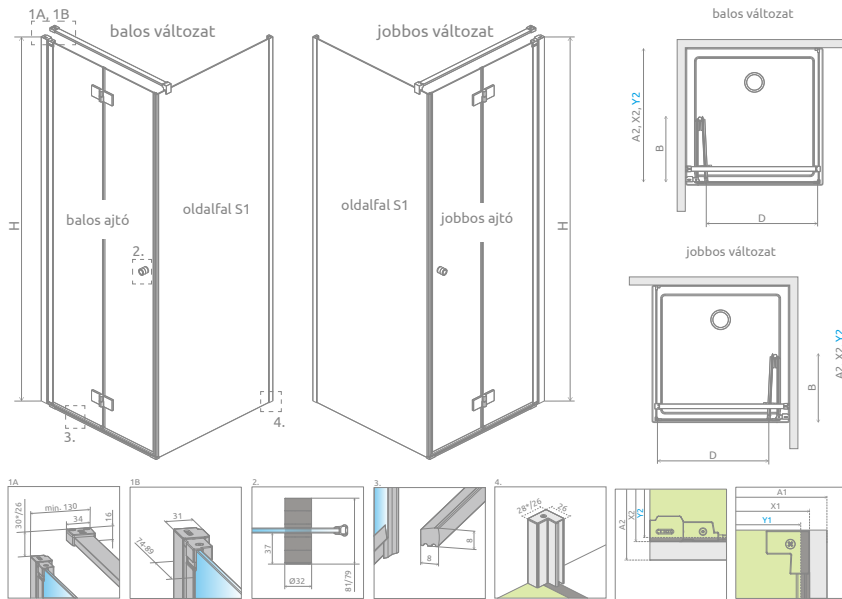 1A, 1B
balos változat
jobbos változat
balos változat
H
balos ajtó
oldalfal S1
2.
3.
4.
oldalfal S1
jobbos ajtó
H
A2, X2, Y2
B
D
jobbos változat
A2, X2, Y2
B
D
1A
min. 130
34
16
30*/26
1B
31
74-89
2.
37
Ø32
81/79
3.
8
8
4.
28*/26
26
A2
X2
Y2
A1
X1
Y1